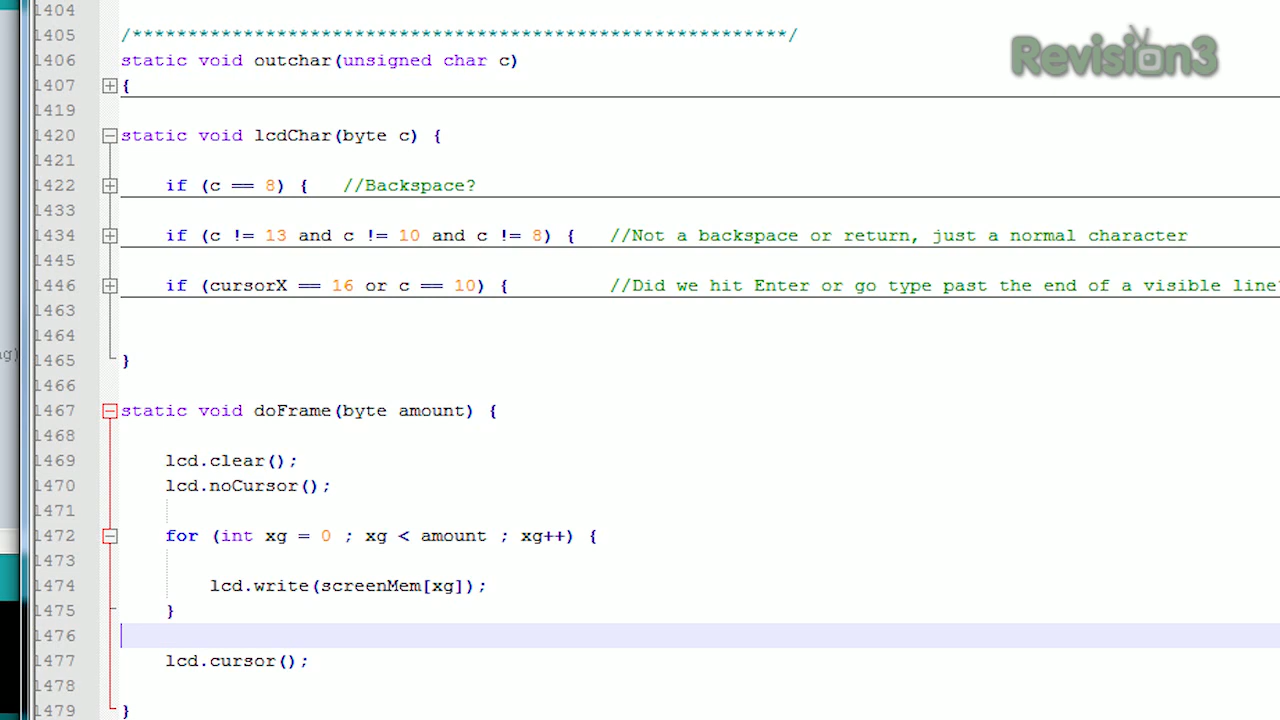 1404
1405 /***********************************************************/
1406 static void outchar(unsigned char c)
1407 {
1419
1420 static void lcdChar(byte c) {
1421
1422 if (c == 8) { //Backspace?
1433
1434 if (c != 13 and c != 10 and c != 8) { //Not a backspace or return, just a normal character
1445
1446 if (cursorX == 16 or c == 10) { //Did we hit Enter or go type past the end of a visible line?
1463
1464
1465 }
1466
1467 static void doFrame(byte amount) {
1468
1469 lcd.clear();
1470 lcd.noCursor();
1471
1472 for (int xg = 0 ; xg < amount ; xg++) {
1473
1474 lcd.write(screenMem[xg]);
1475 }
1476
1477 lcd.cursor();
1478
1479 }
Revision3